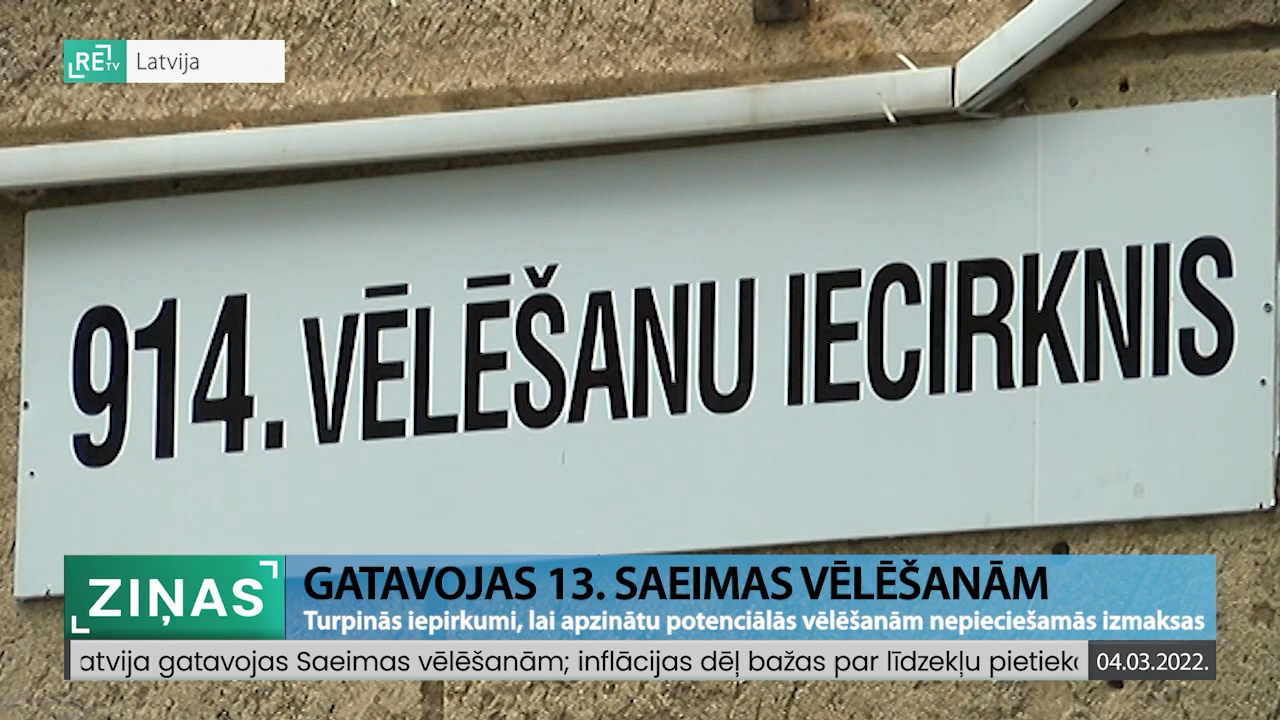 RE TV Latvija
914. VĒLĒŠANU IECIRKNIS
ZIŅAS
GATAVOJAS 13. SAEIMAS VĒLĒŠANĀM
Turpinās iepirkumi, lai apzinātu potenciālās vēlēšanām nepieciešamās izmaksas
atvija gatavojas Saeimas vēlēšanām; inflācijas dēļ bažas par līdzekļu pietiek
04.03.2022.